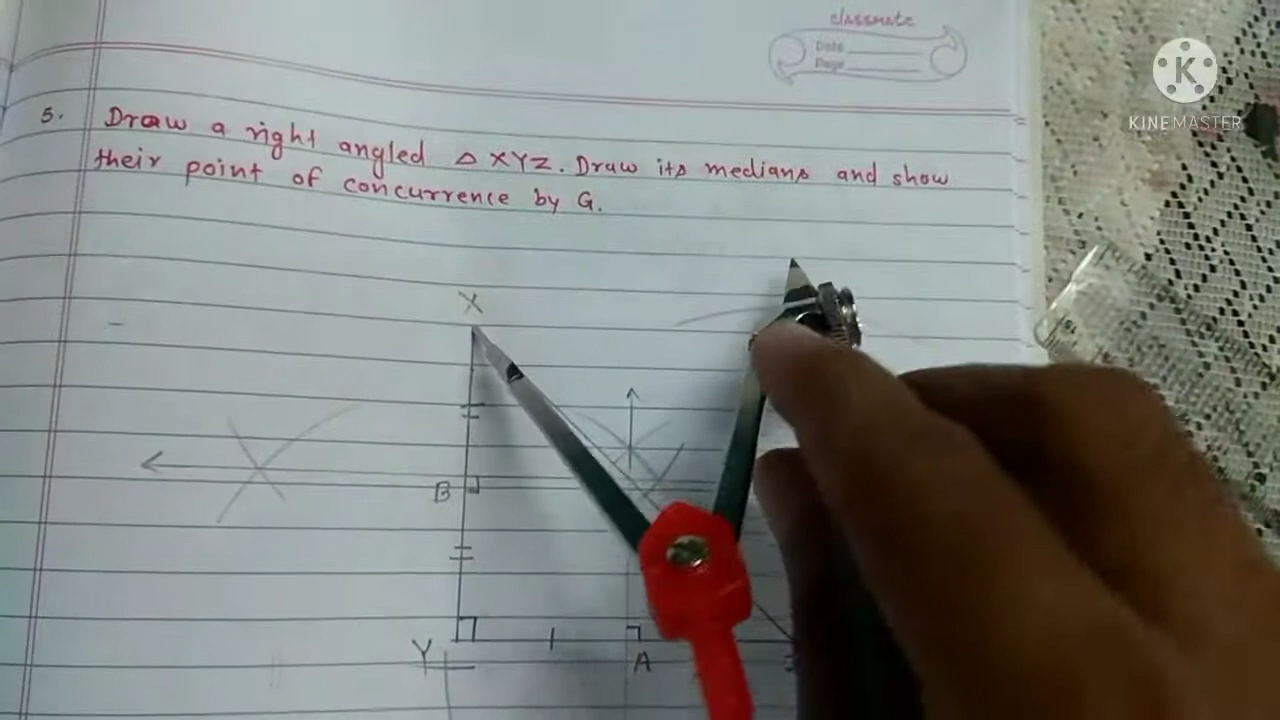 classmate
Date
Page
K
KINEMASTER
5. Draw a right angled △ XYZ. Draw its medians and show
their point of concurrence by G.
X
B
Y
A